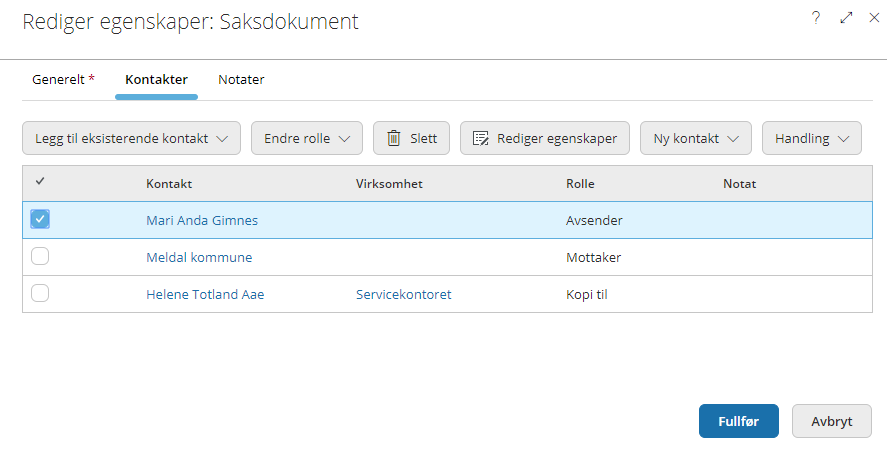 Rediger egenskaper: Saksdokument
?
Generelt * Kontakter Notater
Legg til eksisterende kontakt Endre rolle Slett Rediger egenskaper Ny kontakt Handling
Kontakt Virksomhet Rolle Notat
Mari Anda Gimnes Avsender
Meldal kommune Mottaker
Helene Totland Aae Servicekontoret Kopi til
Fullfør Avbryt